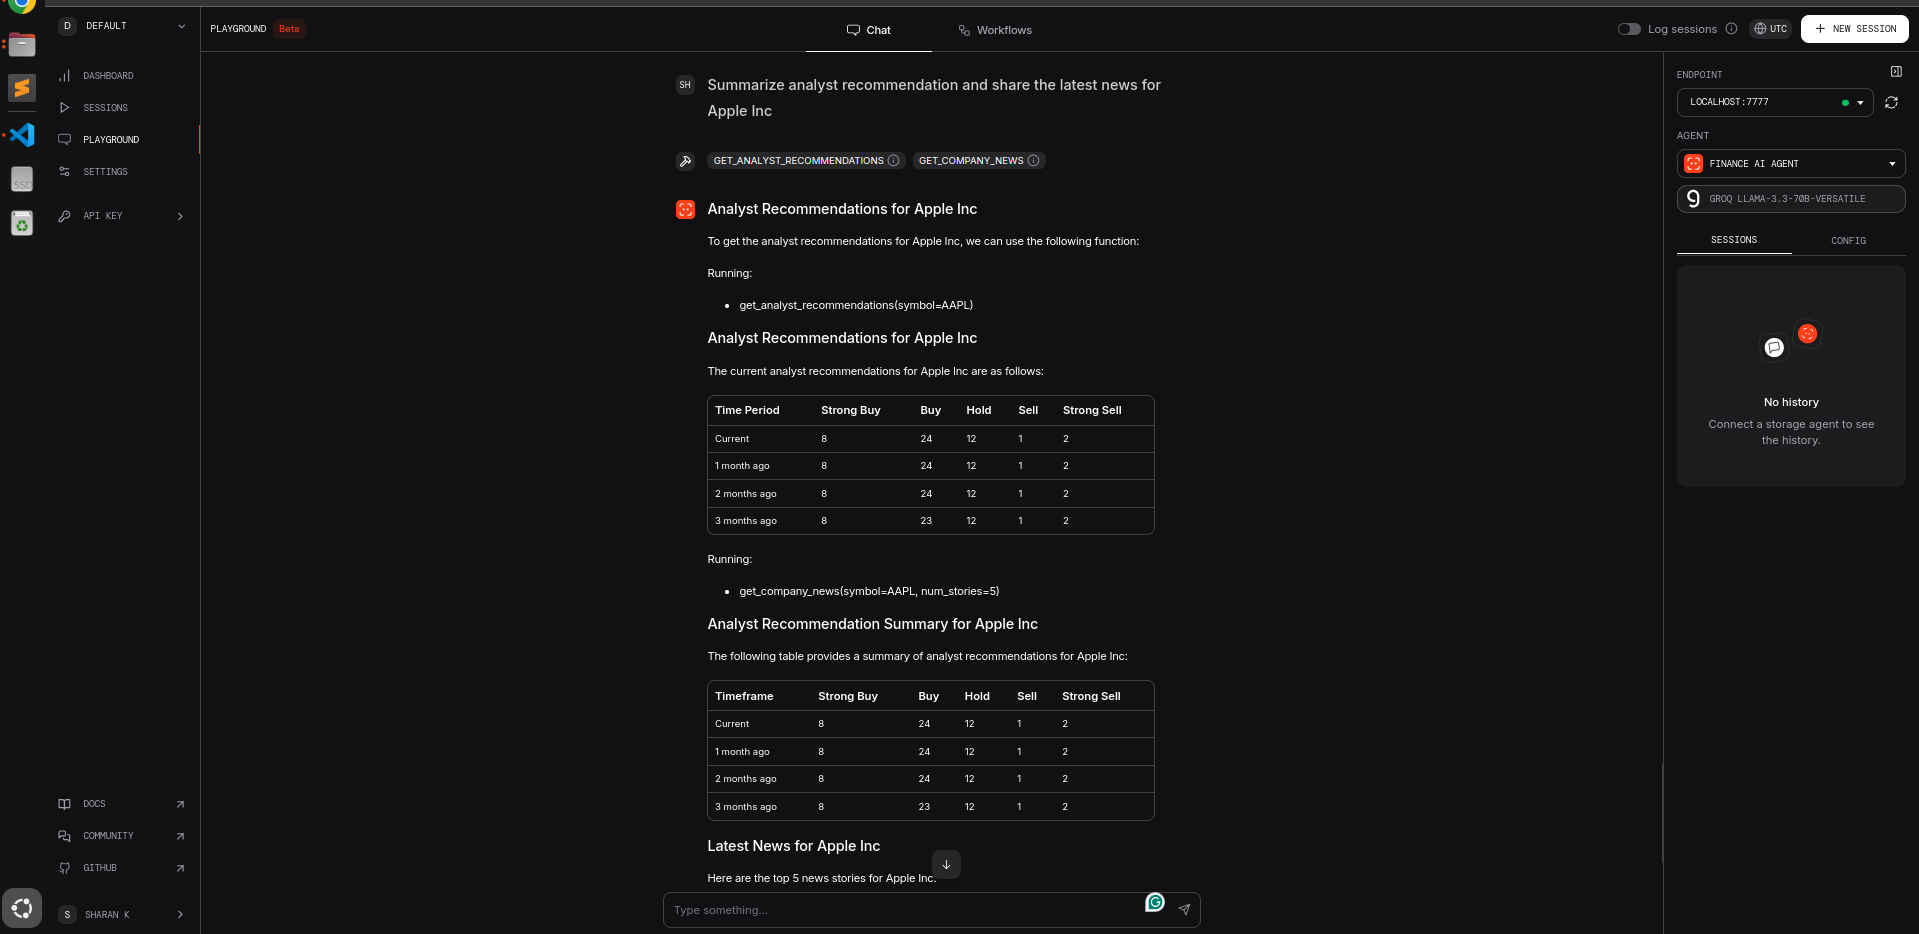 D DEFAULT
PLAYGROUND Beta
Chat
Workflows
Log sessions
UTC
NEW SESSION
DASHBOARD
SESSIONS
PLAYGROUND
SETTINGS
API KEY
SSD
SH
Summarize analyst recommendation and share the latest news for
Apple Inc
GET_ANALYST_RECOMMENDATIONS GET_COMPANY_NEWS
Analyst Recommendations for Apple Inc
To get the analyst recommendations for Apple Inc, we can use the following function:
Running:
• get_analyst_recommendations(symbol=AAPL)
Analyst Recommendations for Apple Inc
The current analyst recommendations for Apple Inc are as follows:
Time Period Strong Buy Buy Hold Sell Strong Sell
Current 8 24 12 1 2
1 month ago 8 24 12 1 2
2 months ago 8 24 12 1 2
3 months ago 8 23 12 1 2
Running:
• get_company_news(symbol=AAPL, num_stories=5)
Analyst Recommendation Summary for Apple Inc
The following table provides a summary of analyst recommendations for Apple Inc:
Timeframe Strong Buy Buy Hold Sell Strong Sell
Current 8 24 12 1 2
1 month ago 8 24 12 1 2
2 months ago 8 24 12 1 2
3 months ago 8 23 12 1 2
Latest News for Apple Inc
Here are the top 5 news stories for Apple Inc:
Type something...
ENDPOINT
LOCALHOST:7777
AGENT
FINANCE AI AGENT
GROQ LLAMA-3.3-70B-VERSATILE
SESSIONS CONFIG
No history
Connect a storage agent to see
the history.
DOCS
COMMUNITY
GITHUB
S SHARAN K